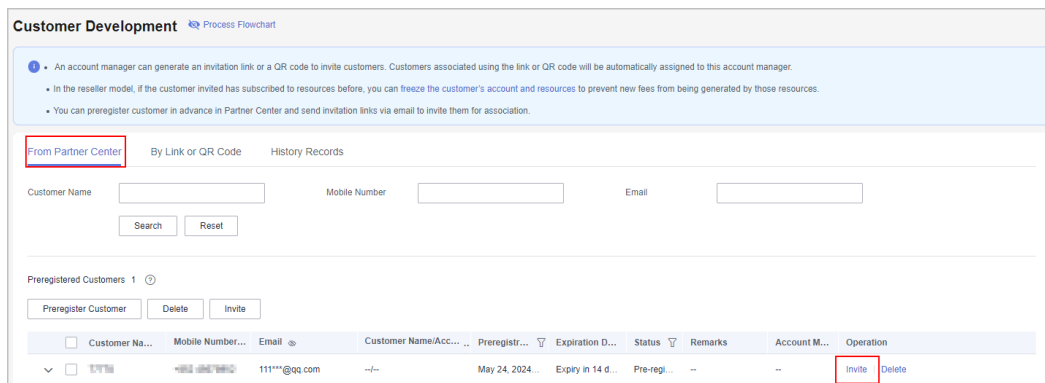 Customer Development Process Flowchart
An account manager can generate an invitation link or a QR code to invite customers. Customers associated using the link or QR code will be automatically assigned to this account manager.
In the reseller model, if the customer invited has subscribed to resources before, you can freeze the customer's account and resources to prevent new fees from being generated by those resources.
You can preregister customer in advance in Partner Center and send invitation links via email to invite them for association.
From Partner Center By Link or QR Code History Records
Customer Name Mobile Number Email
Search Reset
Preregistered Customers 1
Preregister Customer Delete Invite
Customer Na... Mobile Number... Email Customer Name/Acc... Preregistr... Expiration D... Status Remarks Account M... Operation
111***@qq.com --/-- May 24, 2024... Expiry in 14 d... Pre-regi... -- -- Invite Delete